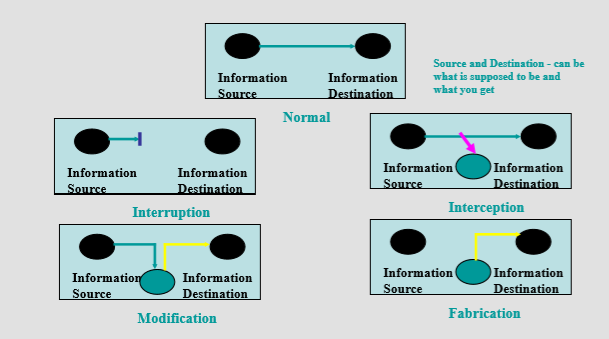 Information
Source
Information
Destination
Source and Destination - can be
what is supposed to be and
what you get
Normal
Information
Source
Information
Destination
Interruption
Information
Source
Information
Destination
Interception
Information
Source
Information
Destination
Modification
Information
Source
Information
Destination
Fabrication